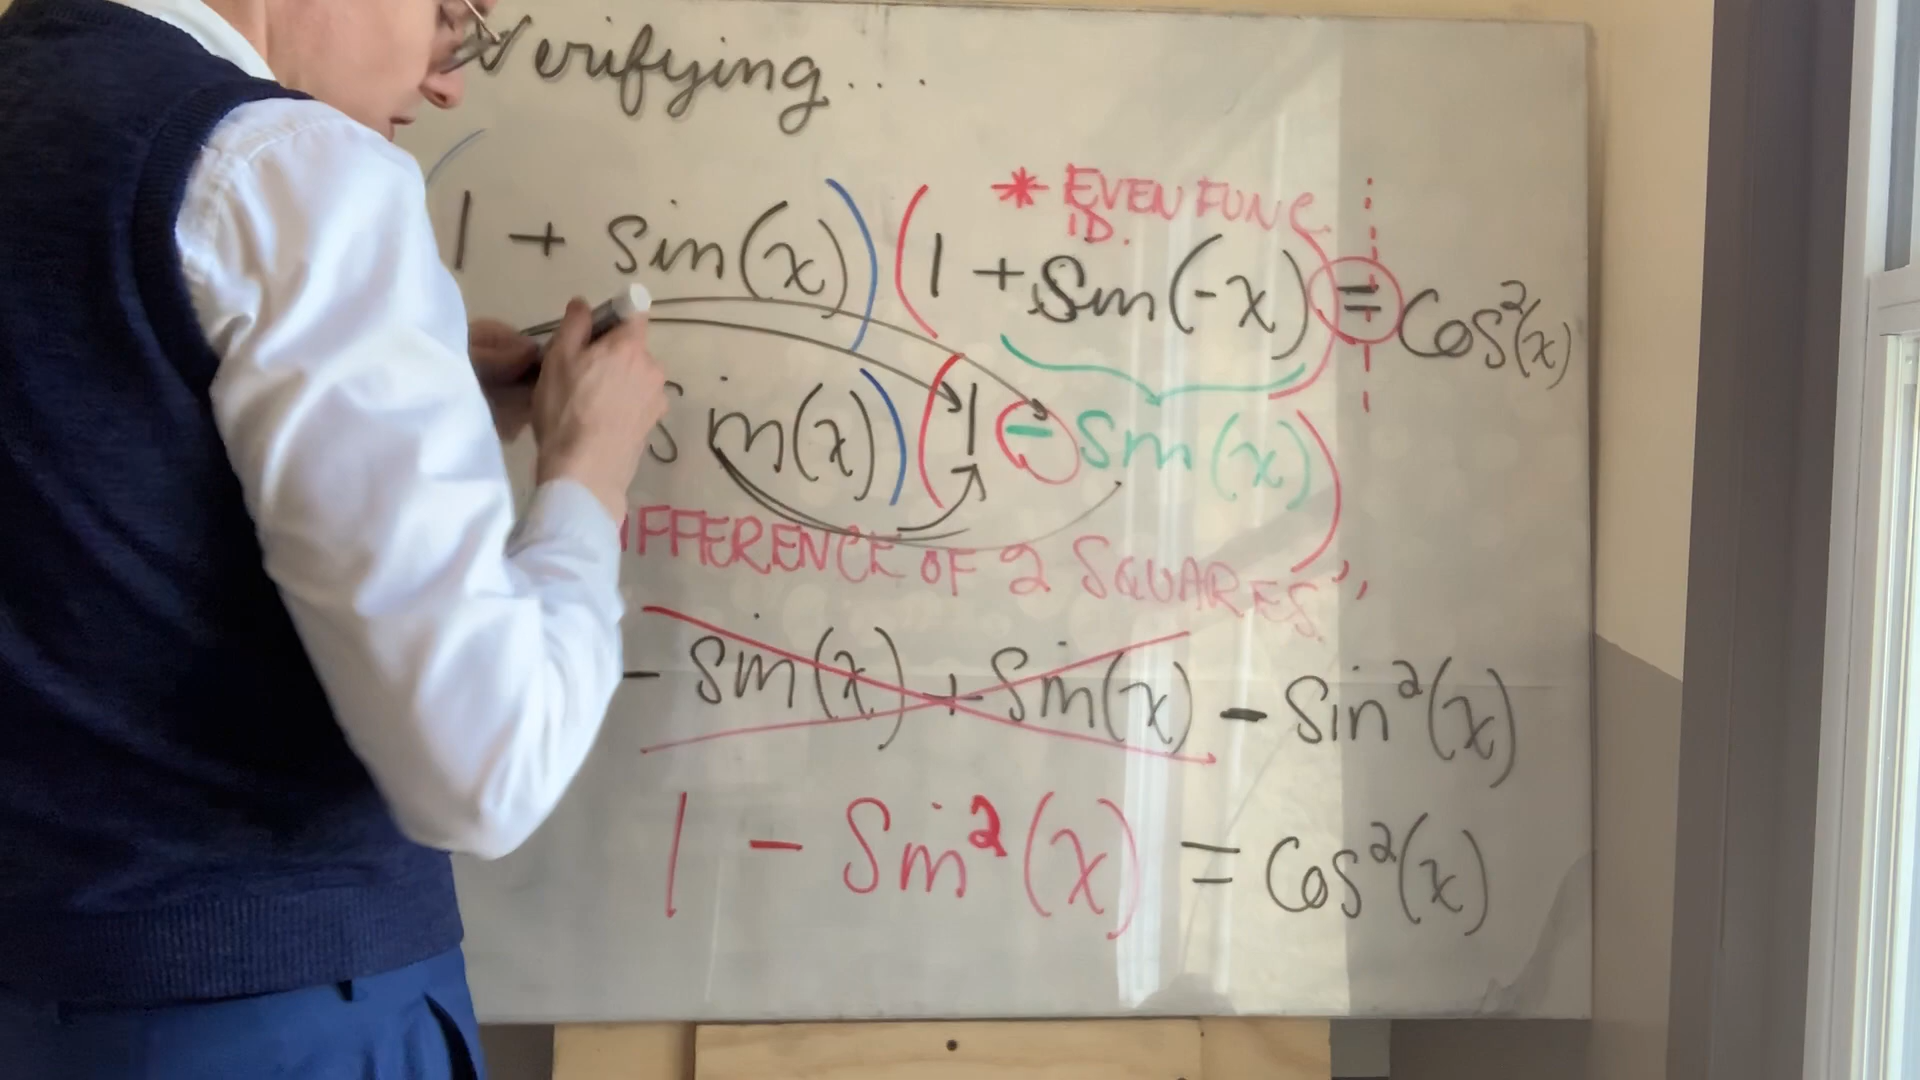 Verifying...
* EVEN FUNC
ID.
1 + sin(x))(1 + sin(-x) = cos²(x)
sin(x))(1 - sin(x))
IFFERENCE OF 2 SQUARES."
- sin(x) + sin(x) - sin²(x)
1 - sin²(x) = cos²(x)